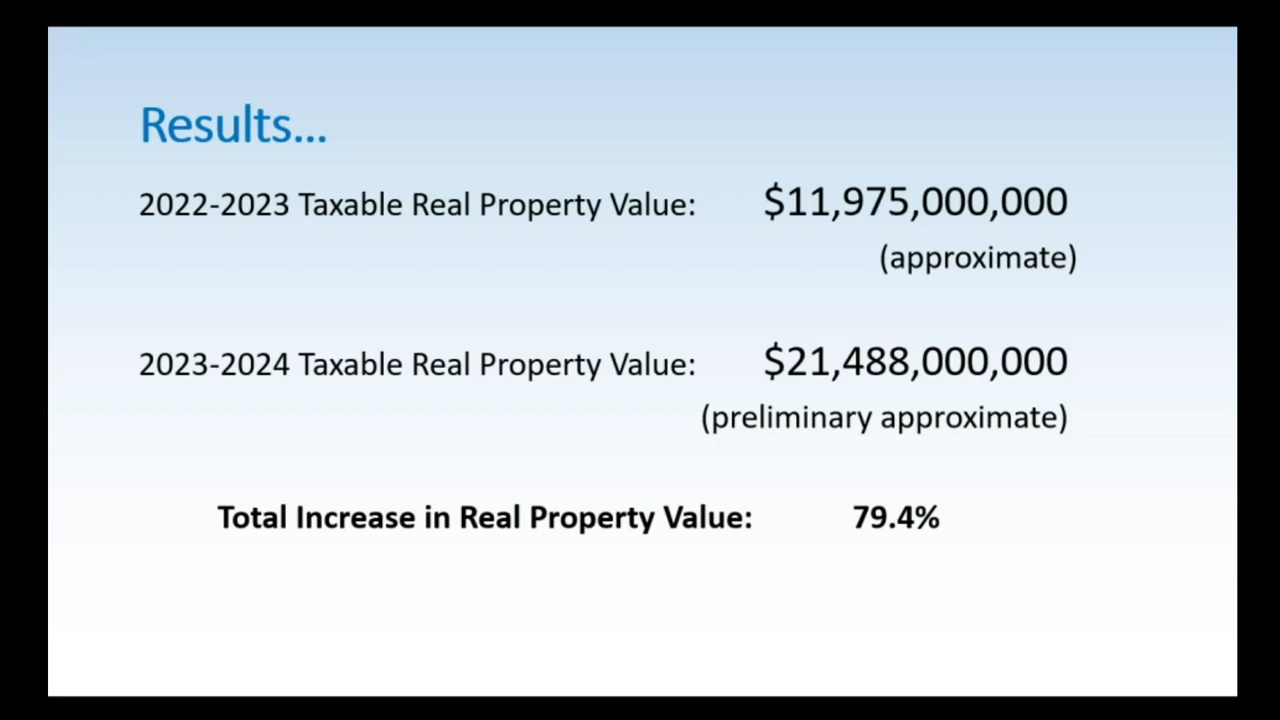 Results...
2022-2023 Taxable Real Property Value: $11,975,000,000
(approximate)
2023-2024 Taxable Real Property Value: $21,488,000,000
(preliminary approximate)
Total Increase in Real Property Value: 79.4%